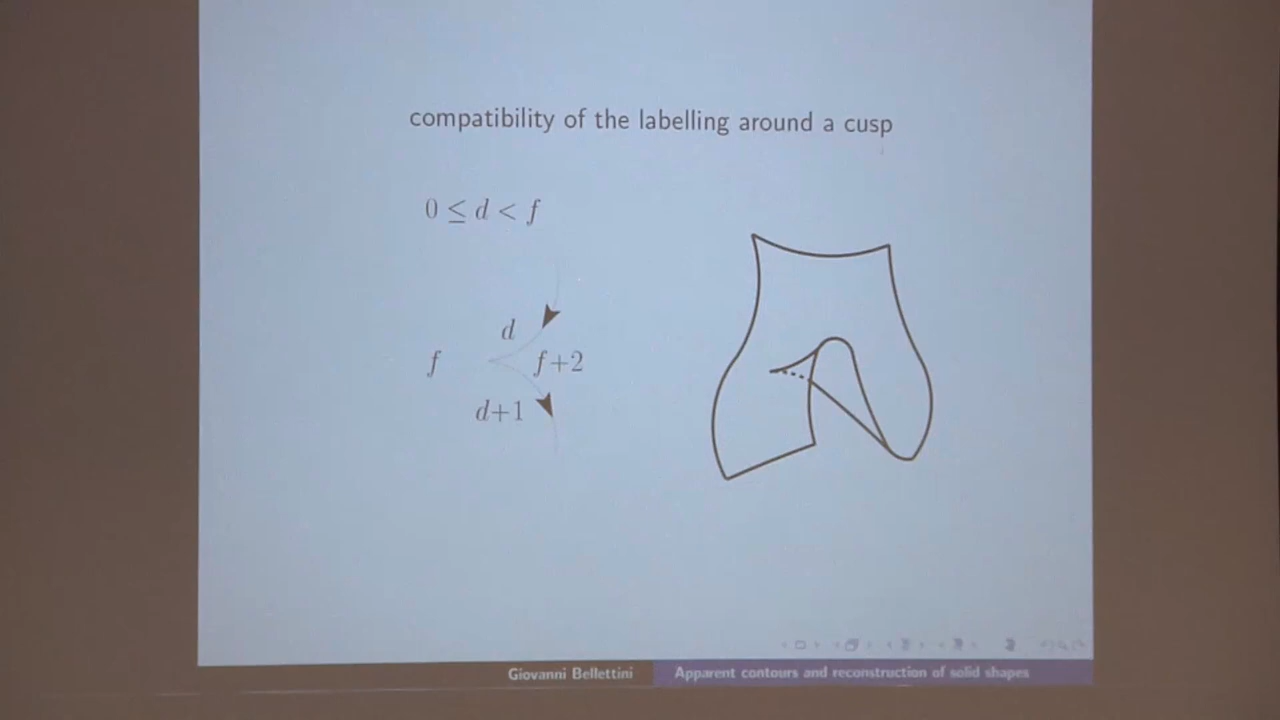 compatibility of the labelling around a cusp
0 ≤ d < f
d
f
f+2
d+1
Giovanni Bellettini
Apparent contours and reconstruction of solid shapes